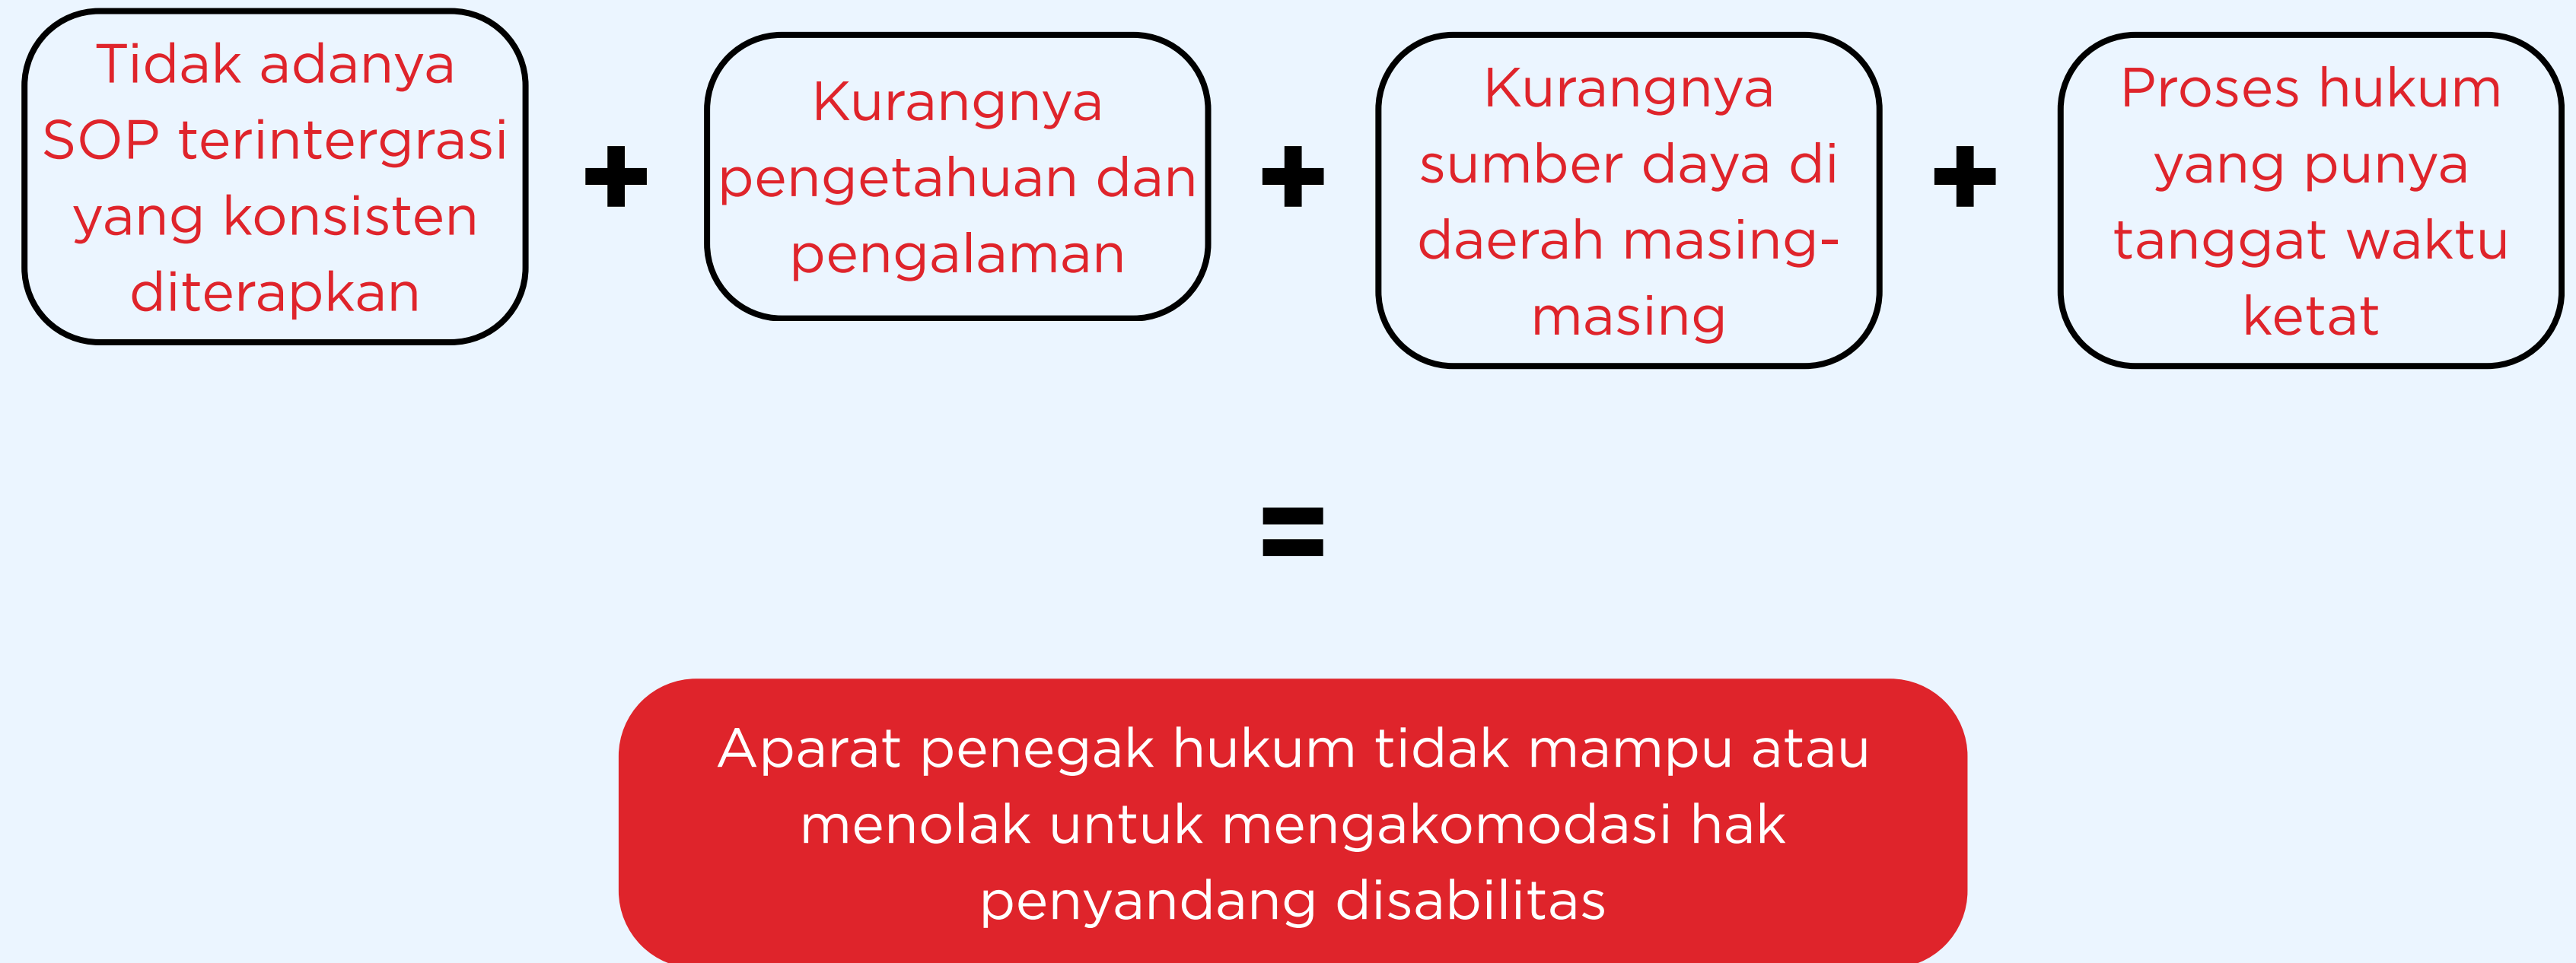 Tidak adanya
SOP terintergrasi
yang konsisten
diterapkan
+
Kurangnya
pengetahuan dan
pengalaman
+
Kurangnya
sumber daya di
daerah masing-
masing
+
Proses hukum
yang punya
tanggat waktu
ketat
=
Aparat penegak hukum tidak mampu atau
menolak untuk mengakomodasi hak
penyandang disabilitas